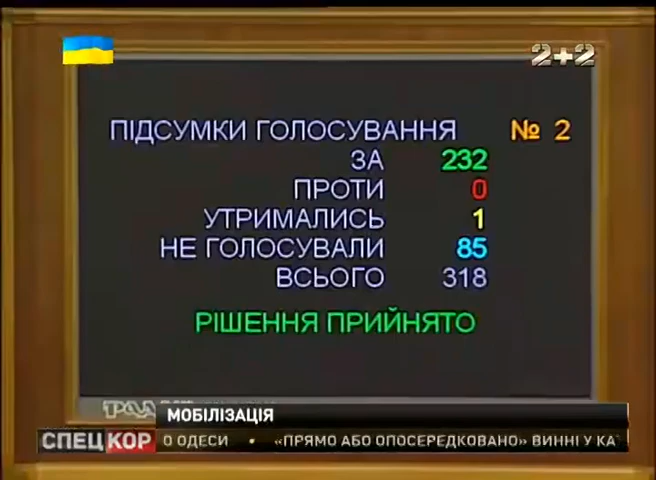 2+2
ПІДСУМКИ ГОЛОСУВАННЯ № 2
ЗА 232
ПРОТИ 0
УТРИМАЛИСЬ 1
НЕ ГОЛОСУВАЛИ 85
ВСЬОГО 318
РІШЕННЯ ПРИЙНЯТО
МОБІЛІЗАЦІЯ
СПЕЦКОР О ОДЕСИ • «ПРЯМО АБО ОПОСЕРЕДКОВАНО» ВИННІ У КА